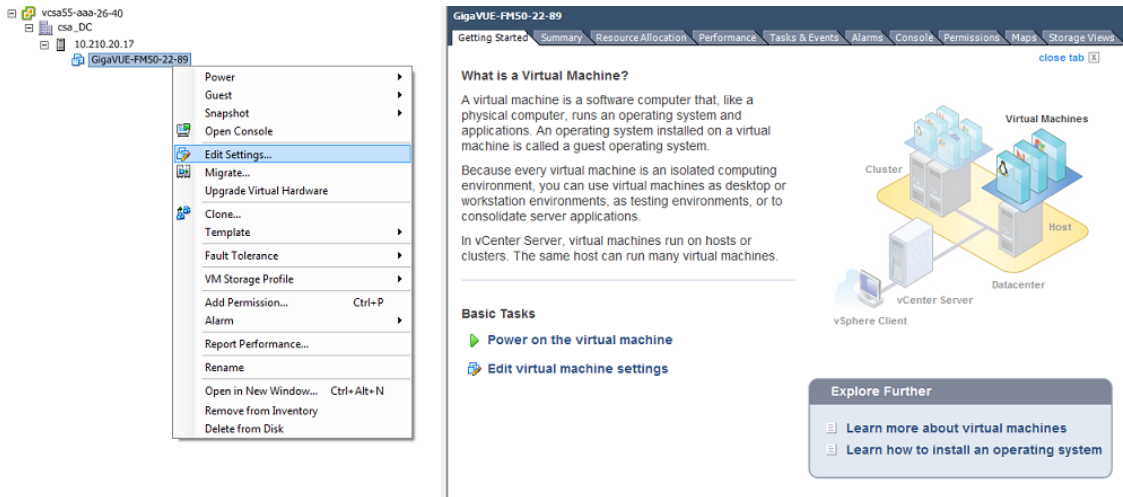 vcsa55-aaa-26-40
csa_DC
10.210.20.17
GigaVUE-FM50-22-89
Power
Guest
Snapshot
Open Console
Edit Settings...
Migrate...
Upgrade Virtual Hardware
Clone...
Template
Fault Tolerance
VM Storage Profile
Add Permission... Ctrl+P
Alarm
Report Performance...
Rename
Open in New Window... Ctrl+Alt+N
Remove from Inventory
Delete from Disk
GigaVUE-FM50-22-89
Getting Started Summary Resource Allocation Performance Tasks & Events Alarms Console Permissions Maps Storage Views
close tab X
What is a Virtual Machine?
A virtual machine is a software computer that, like a
physical computer, runs an operating system and
applications. An operating system installed on a virtual
machine is called a guest operating system.
Because every virtual machine is an isolated computing
environment, you can use virtual machines as desktop or
workstation environments, as testing environments, or to
consolidate server applications.
In vCenter Server, virtual machines run on hosts or
clusters. The same host can run many virtual machines.
Virtual Machines
Cluster
Host
Datacenter
vCenter Server
vSphere Client
Basic Tasks
Power on the virtual machine
Edit virtual machine settings
Explore Further
Learn more about virtual machines
Learn how to install an operating system